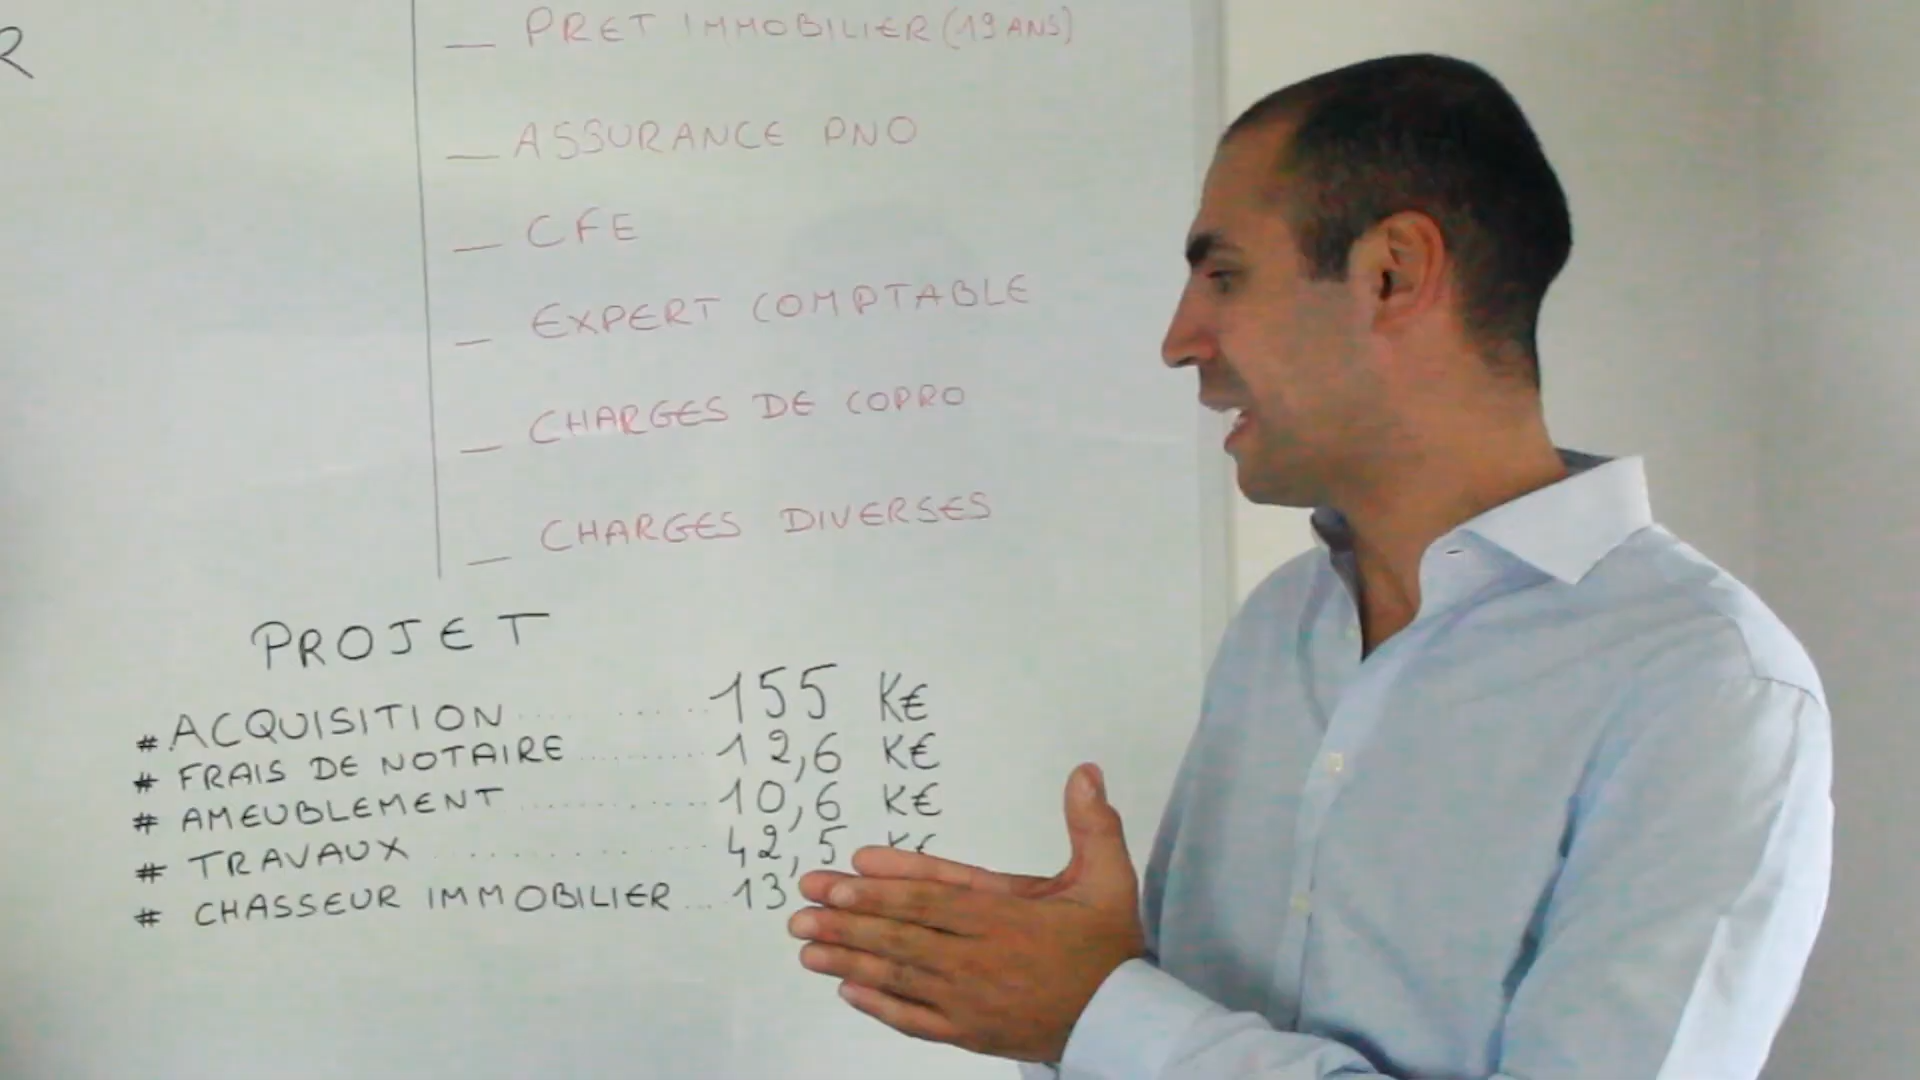 R
— PRET IMMOBILIER (19 ANS)
— ASSURANCE PNO
— CFE
— EXPERT COMPTABLE
— CHARGES DE COPRO
— CHARGES DIVERSES
PROJET
# ACQUISITION ........ 155 K€
# FRAIS DE NOTAIRE ........ 12,6 K€
# AMEUBLEMENT ........ 10,6 K€
# TRAVAUX ........ 42,5 K€
# CHASSEUR IMMOBILIER ... 13